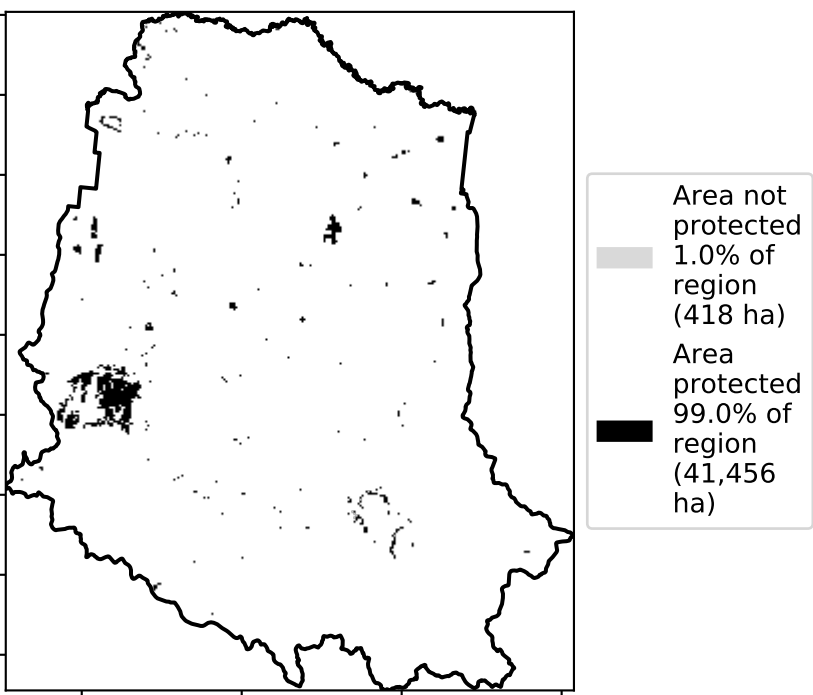 Area not
protected
1.0% of
region
(418 ha)
Area
protected
99.0% of
region
(41,456
ha)